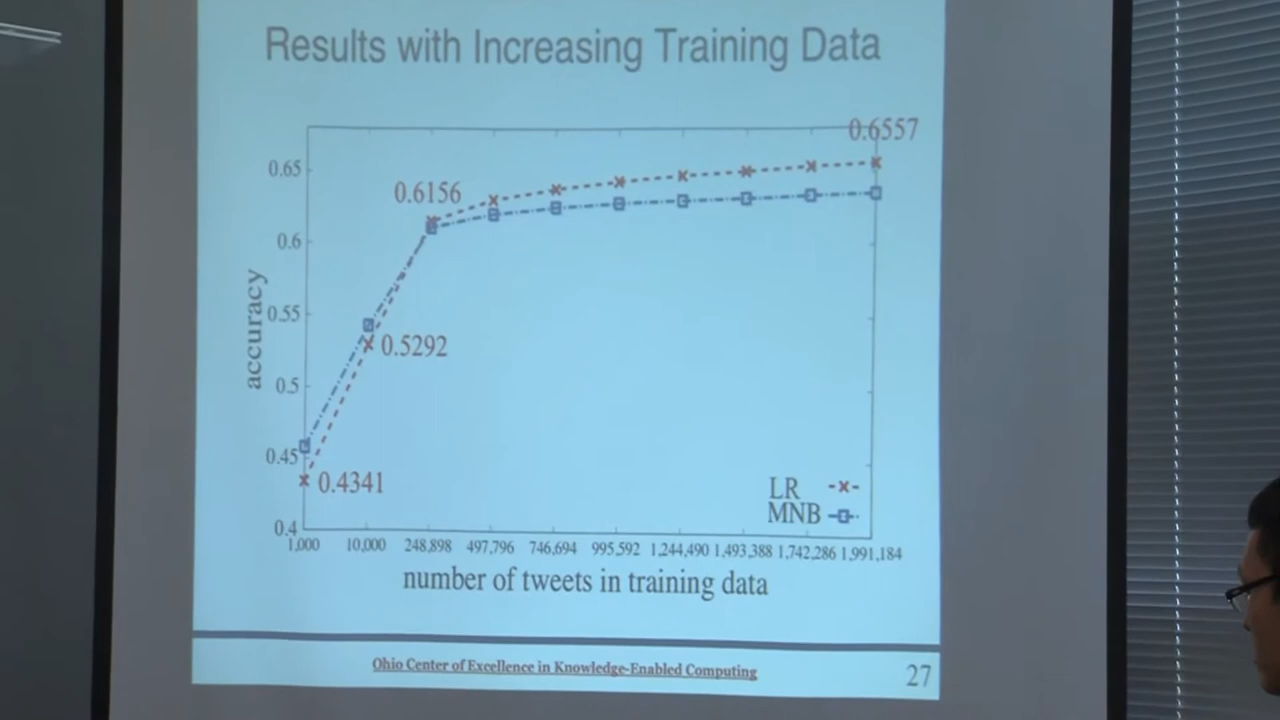 Results with Increasing Training Data
0.6557
0.65
0.6156
0.6
accuracy
0.55
0.5292
0.5
0.45
0.4341
LR
MNB
0.4
1,000 10,000 248,898 497,796 746,694 995,592 1,244,490 1,493,388 1,742,286 1,991,184
number of tweets in training data
Ohio Center of Excellence in Knowledge-Enabled Computing
27